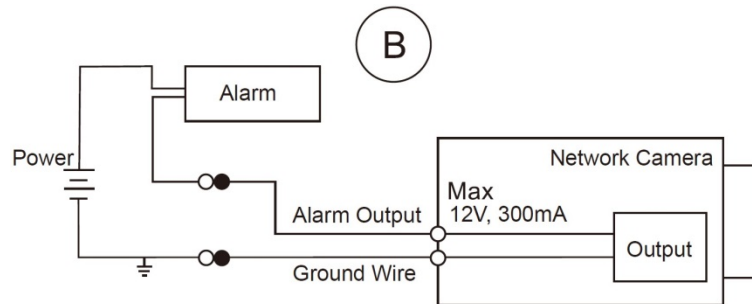 B
Alarm
Power
Network Camera
Max
12V, 300mA
Alarm Output
Output
Ground Wire